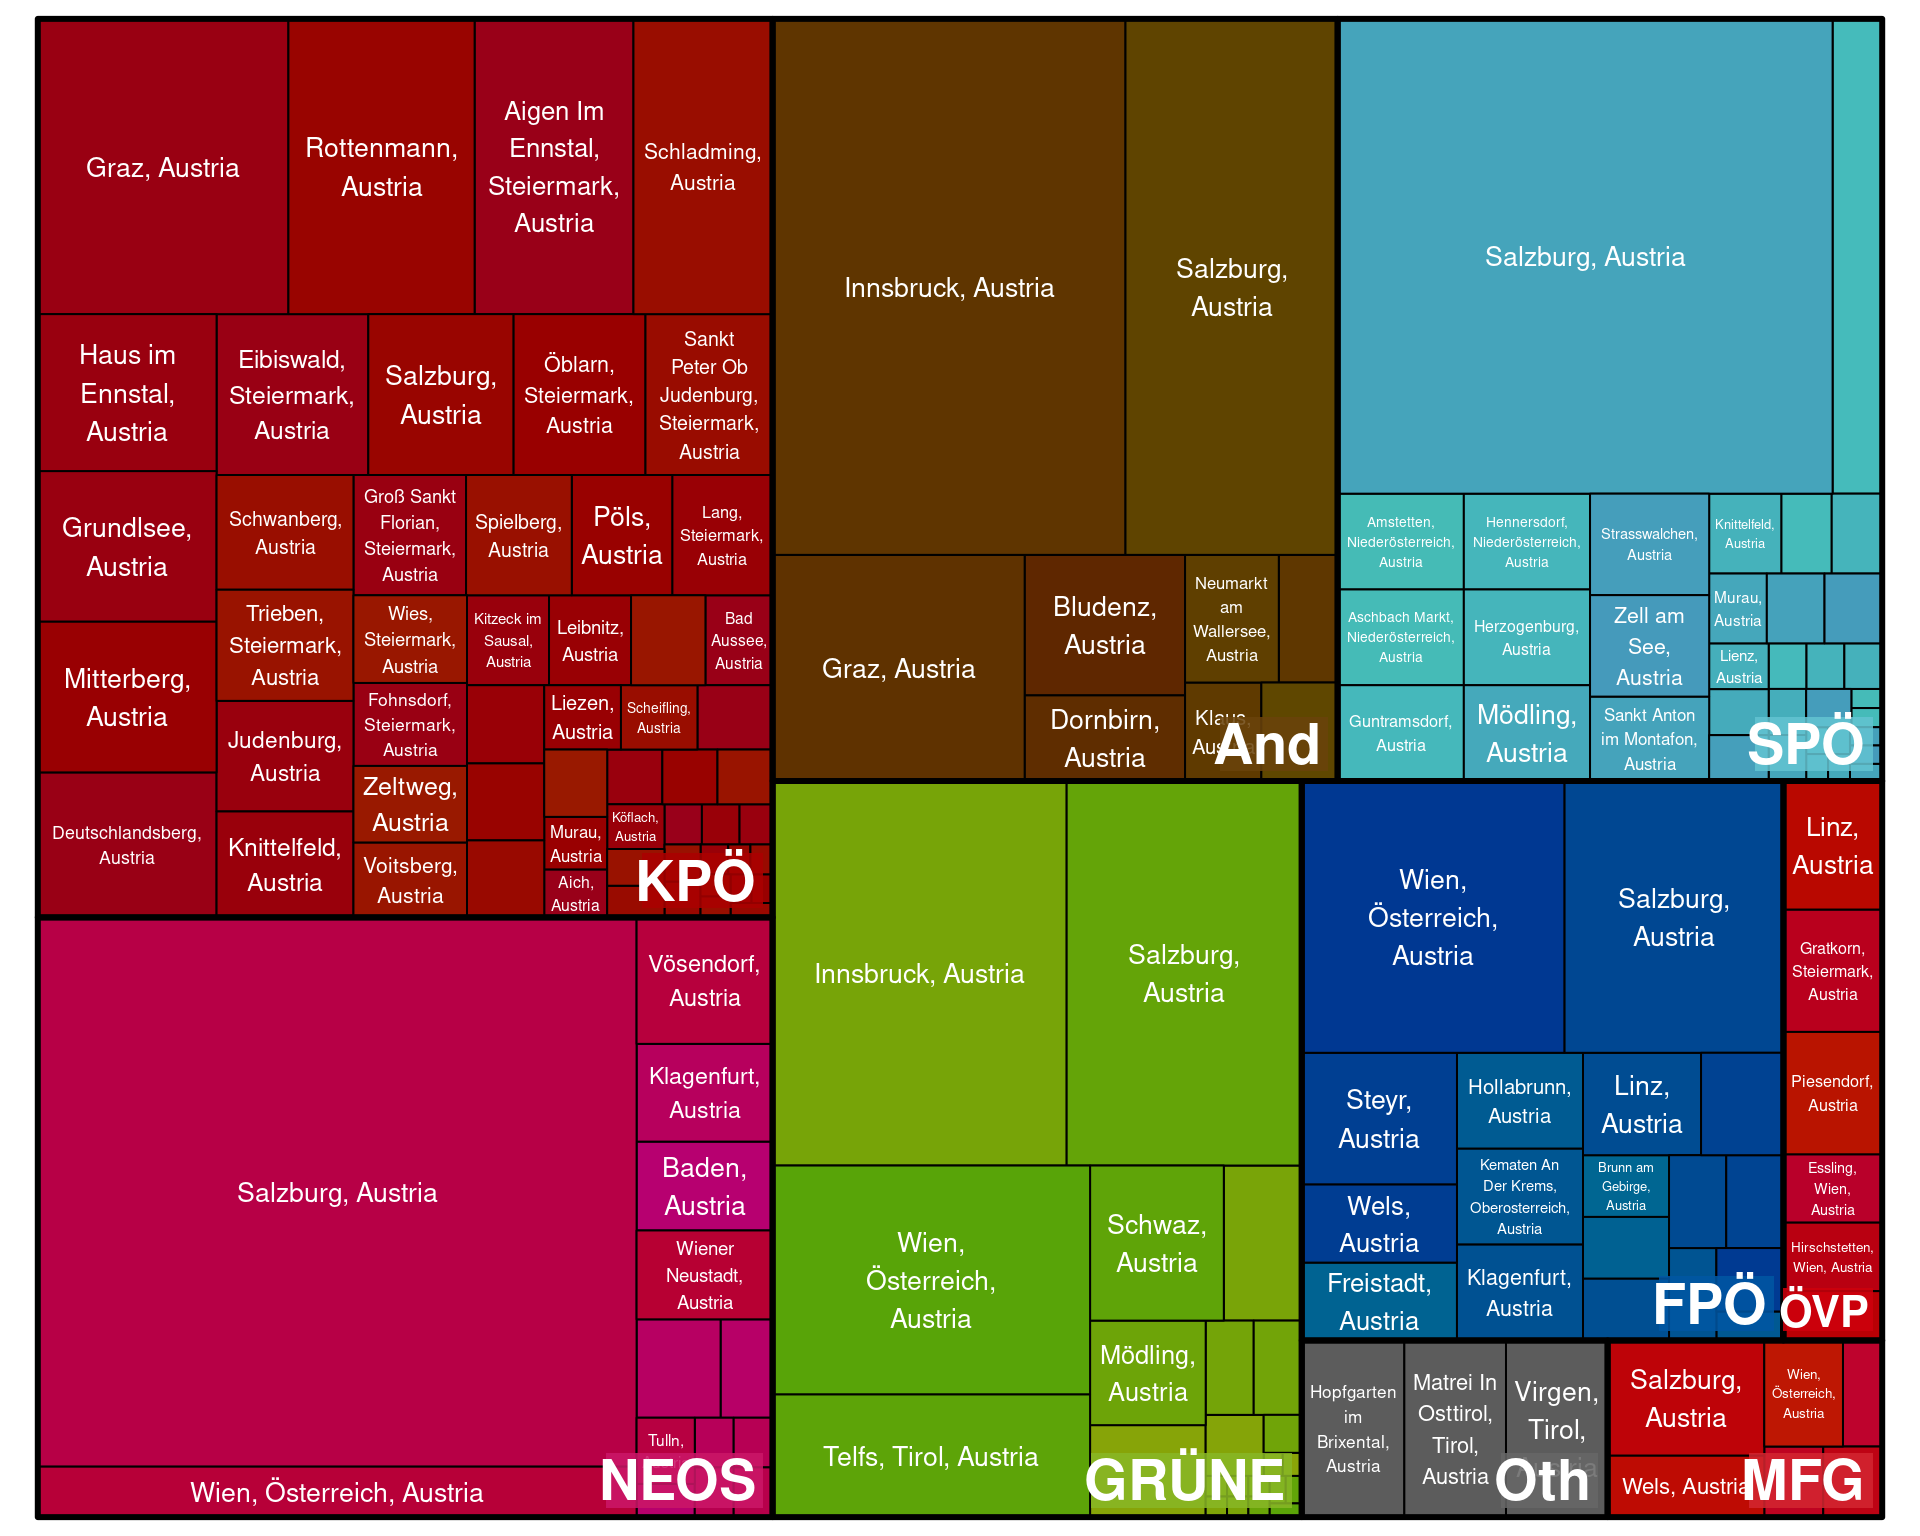 Graz, Austria
Rottenmann,
Austria
Aigen Im
Ennstal,
Steiermark,
Austria
Schladming,
Austria
Haus im
Ennstal,
Austria
Eibiswald,
Steiermark,
Austria
Salzburg,
Austria
Öblarn,
Steiermark,
Austria
Sankt
Peter Ob
Judenburg,
Steiermark,
Austria
Grundlsee,
Austria
Schwanberg,
Austria
Groß Sankt
Florian,
Steiermark,
Austria
Spielberg,
Austria
Pöls,
Austria
Lang,
Steiermark,
Austria
Mitterberg,
Austria
Trieben,
Steiermark,
Austria
Wies,
Steiermark,
Austria
Kitzeck im
Sausal,
Austria
Leibnitz,
Austria
Bad
Aussee,
Austria
Judenburg,
Austria
Fohnsdorf,
Steiermark,
Austria
Liezen,
Austria
Scheifling,
Austria
Deutschlandsberg,
Austria
Knittelfeld,
Austria
Zeltweg,
Austria
Voitsberg,
Austria
Murau,
Austria
Köflach,
Austria
Aich,
Austria
KPÖ
Innsbruck, Austria
Salzburg,
Austria
Graz, Austria
Bludenz,
Austria
Dornbirn,
Austria
Neumarkt
am
Wallersee,
Austria
Klaus,
Austria
And
Salzburg, Austria
Amstetten,
Niederösterreich,
Austria
Hennersdorf,
Niederösterreich,
Austria
Strasswalchen,
Austria
Knittelfeld,
Austria
Aschbach Markt,
Niederösterreich,
Austria
Herzogenburg,
Austria
Zell am
See,
Austria
Murau,
Austria
Lienz,
Austria
Guntramsdorf,
Austria
Mödling,
Austria
Sankt Anton
im Montafon,
Austria
SPÖ
Salzburg, Austria
Vösendorf,
Austria
Klagenfurt,
Austria
Baden,
Austria
Wiener
Neustadt,
Austria
Tulln,
Wien, Österreich, Austria
NEOS
Innsbruck, Austria
Salzburg,
Austria
Wien,
Österreich,
Austria
Schwaz,
Austria
Mödling,
Austria
Telfs, Tirol, Austria
GRÜNE
Wien,
Österreich,
Austria
Salzburg,
Austria
Steyr,
Austria
Hollabrunn,
Austria
Linz,
Austria
Wels,
Austria
Kematen An
Der Krems,
Oberosterreich,
Austria
Brunn am
Gebirge,
Austria
Freistadt,
Austria
Klagenfurt,
Austria
FPÖ
Linz,
Austria
Gratkorn,
Steiermark,
Austria
Piesendorf,
Austria
Essling,
Wien,
Austria
Hirschstetten,
Wien, Austria
ÖVP
Hopfgarten
im
Brixental,
Austria
Matrei In
Osttirol,
Tirol,
Austria
Virgen,
Tirol,
Austria
Oth
Salzburg,
Austria
Wien,
Österreich,
Austria
Wels, Austria
MFG